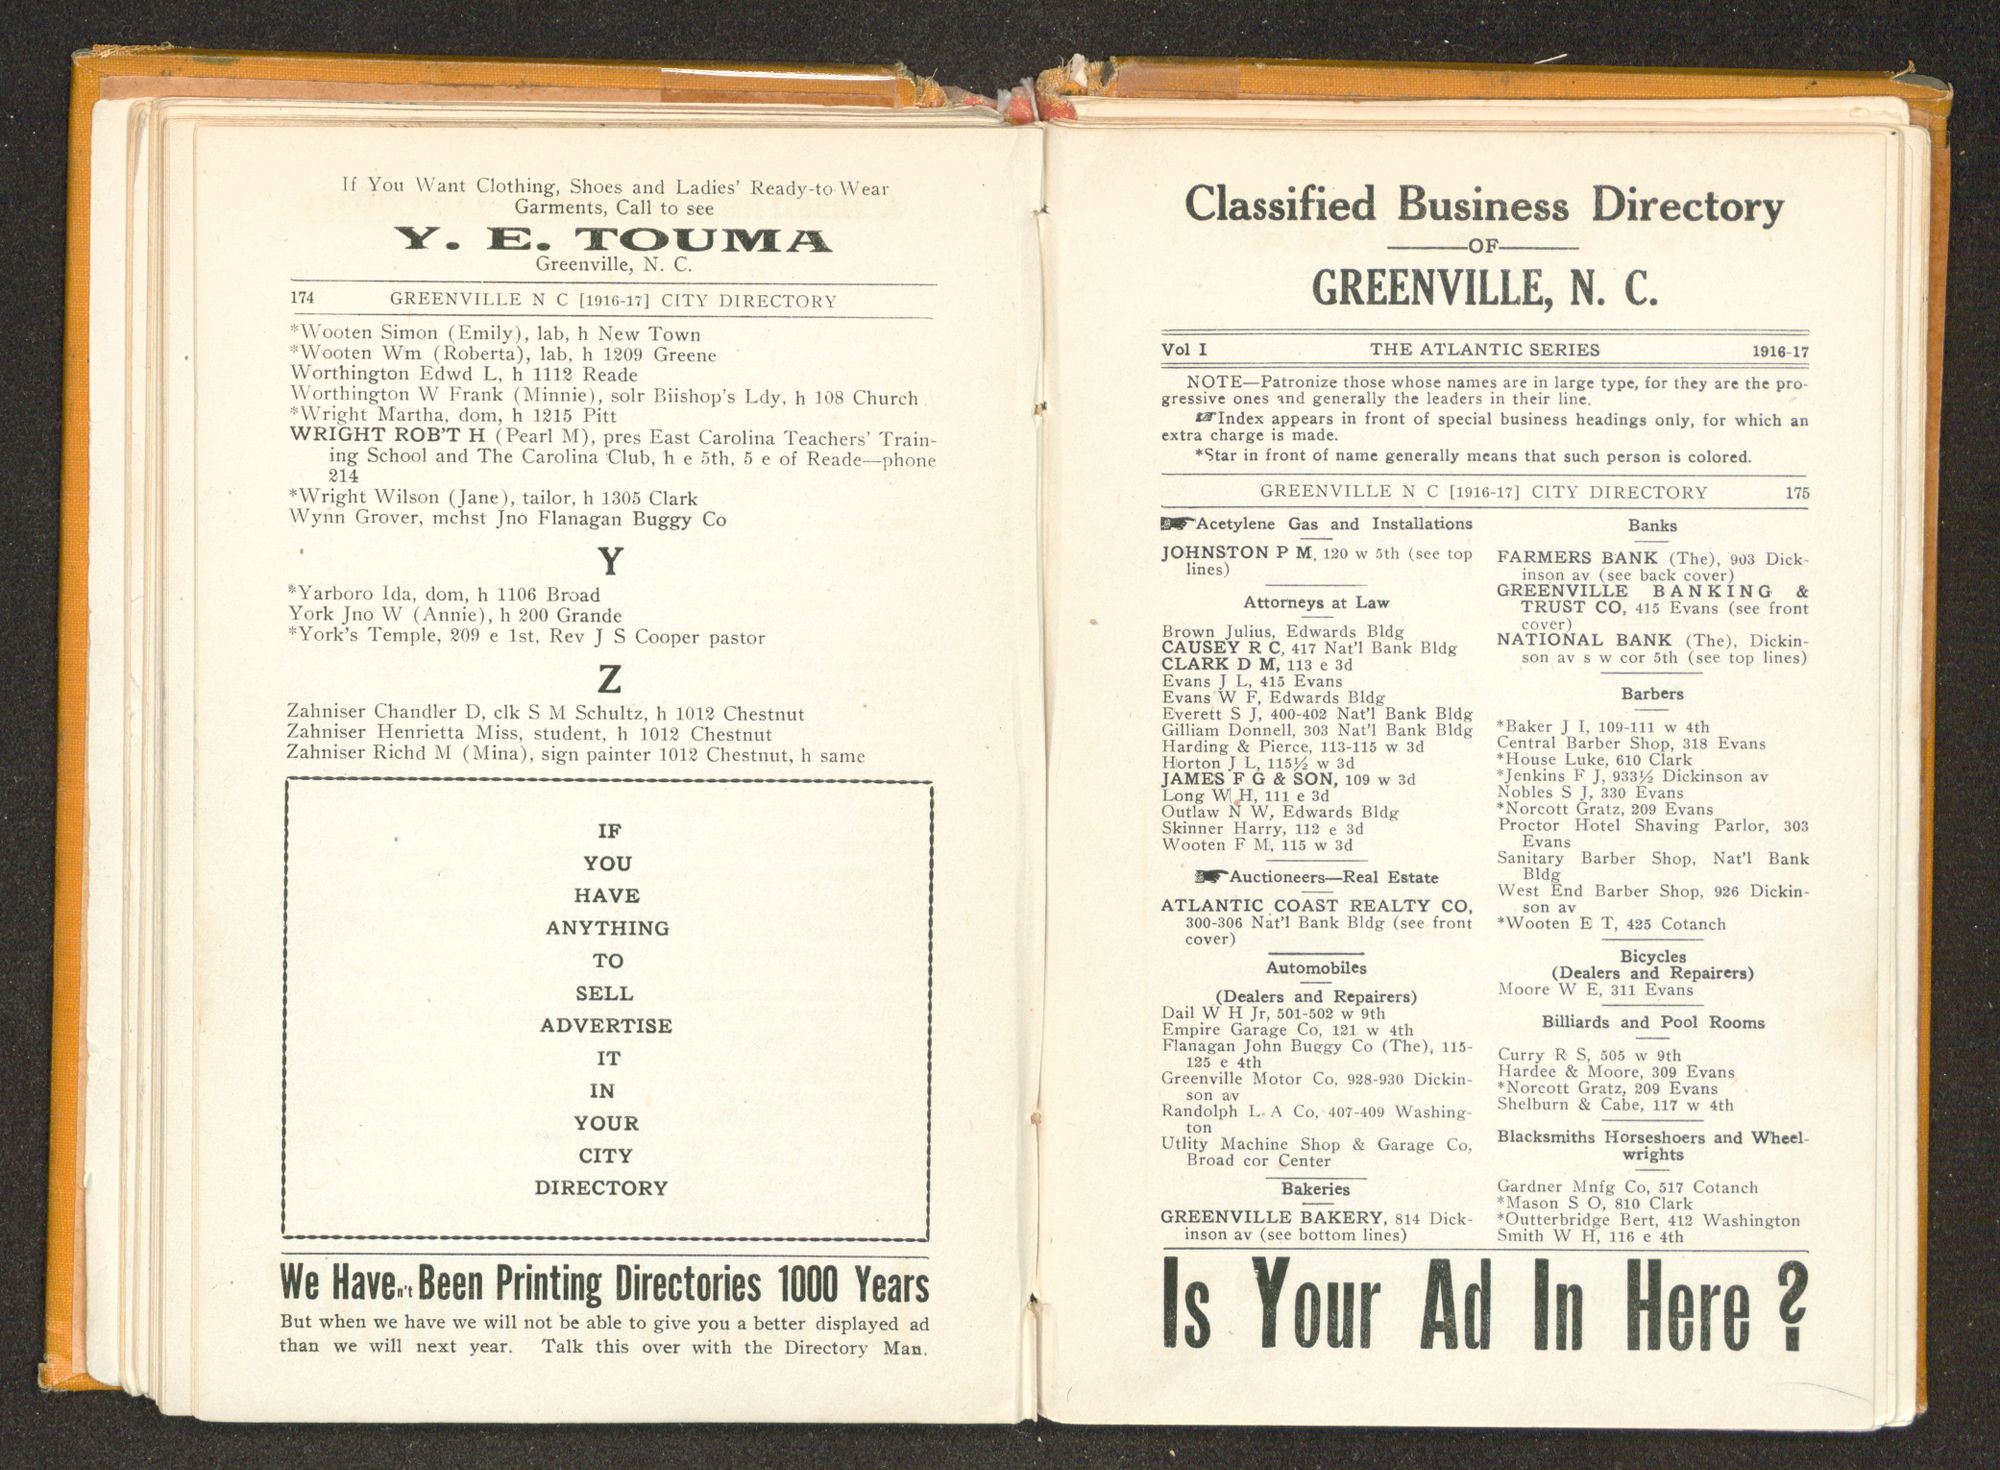 If You Want Clothing, Shoes and Ladies' Ready-to-Wear
Garments, Call to see
Y. E. TOUMA
Greenville, N. C.
174 GREENVILLE N C [1916-17] CITY DIRECTORY
*Wooten Simon (Emily), lab, h New Town
*Wooten Wm (Roberta), lab, h 1209 Greene
Worthington Edwd L, h 1112 Reade
Worthington W Frank (Minnie), solr Biishop's Ldy, h 108 Church
*Wright Martha, dom, h 1215 Pitt
WRIGHT ROB'T H (Pearl M), pres East Carolina Teachers' Train-
ing School and The Carolina Club, h e 5th, 5 e of Reade—phone
214
*Wright Wilson (Jane), tailor, h 1305 Clark
Wynn Grover, mchst Jno Flanagan Buggy Co
Y
*Yarboro Ida, dom, h 1106 Broad
York Jno W (Annie), h 200 Grande
*York's Temple, 209 e 1st, Rev J S Cooper pastor
Z
Zahniser Chandler D, clk S M Schultz, h 1012 Chestnut
Zahniser Henrietta Miss, student, h 1012 Chestnut
Zahniser Richd M (Mina), sign painter 1012 Chestnut, h same
IF
YOU
HAVE
ANYTHING
TO
SELL
ADVERTISE
IT
IN
YOUR
CITY
DIRECTORY
We Haven't Been Printing Directories 1000 Years
But when we have we will not be able to give you a better displayed ad
than we will next year. Talk this over with the Directory Man.
Classified Business Directory
OF
GREENVILLE, N. C.
Vol I THE ATLANTIC SERIES 1916-17
NOTE—Patronize those whose names are in large type, for they are the pro-
gressive ones and generally the leaders in their line.
☞Index appears in front of special business headings only, for which an
extra charge is made.
*Star in front of name generally means that such person is colored.
GREENVILLE N C [1916-17] CITY DIRECTORY 175
☞Acetylene Gas and Installations
JOHNSTON P M, 120 w 5th (see top
lines)
Attorneys at Law
Brown Julius, Edwards Bldg
CAUSEY R C, 417 Nat'l Bank Bldg
CLARK D M, 113 e 3d
Evans J L, 415 Evans
Evans W F, Edwards Bldg
Everett S J, 400-402 Nat'l Bank Bldg
Gilliam Donnell, 303 Nat'l Bank Bldg
Harding & Pierce, 113-115 w 3d
Horton J L, 115½ w 3d
JAMES F G & SON, 109 w 3d
Long W H, 111 e 3d
Outlaw N W, Edwards Bldg
Skinner Harry, 112 e 3d
Wooten F M, 115 w 3d
☞Auctioneers—Real Estate
ATLANTIC COAST REALTY CO,
300-306 Nat'l Bank Bldg (see front
cover)
Automobiles
(Dealers and Repairers)
Dail W H Jr, 501-502 w 9th
Empire Garage Co, 121 w 4th
Flanagan John Buggy Co (The), 115-
125 e 4th
Greenville Motor Co, 928-930 Dickin-
son av
Randolph L A Co, 407-409 Washing-
ton
Utlity Machine Shop & Garage Co,
Broad cor Center
Bakeries
GREENVILLE BAKERY, 814 Dick-
inson av (see bottom lines)
Banks
FARMERS BANK (The), 903 Dick-
inson av (see back cover)
GREENVILLE BANKING &
TRUST CO, 415 Evans (see front
cover)
NATIONAL BANK (The), Dickin-
son av s w cor 5th (see top lines)
Barbers
*Baker J I, 109-111 w 4th
Central Barber Shop, 318 Evans
*House Luke, 610 Clark
*Jenkins F J, 933½ Dickinson av
Nobles S J, 330 Evans
*Norcott Gratz, 209 Evans
Proctor Hotel Shaving Parlor, 303
Evans
Sanitary Barber Shop, Nat'l Bank
Bldg
West End Barber Shop, 926 Dickin-
son av
*Wooten E T, 425 Cotanch
Bicycles
(Dealers and Repairers)
Moore W E, 311 Evans
Billiards and Pool Rooms
Curry R S, 505 w 9th
Hardee & Moore, 309 Evans
*Norcott Gratz, 209 Evans
Shelburn & Cabe, 117 w 4th
Blacksmiths Horseshoers and Wheel-
wrights
Gardner Mnfg Co, 517 Cotanch
*Mason S O, 810 Clark
*Outterbridge Bert, 412 Washington
Smith W H, 116 e 4th
Is Your Ad In Here ?